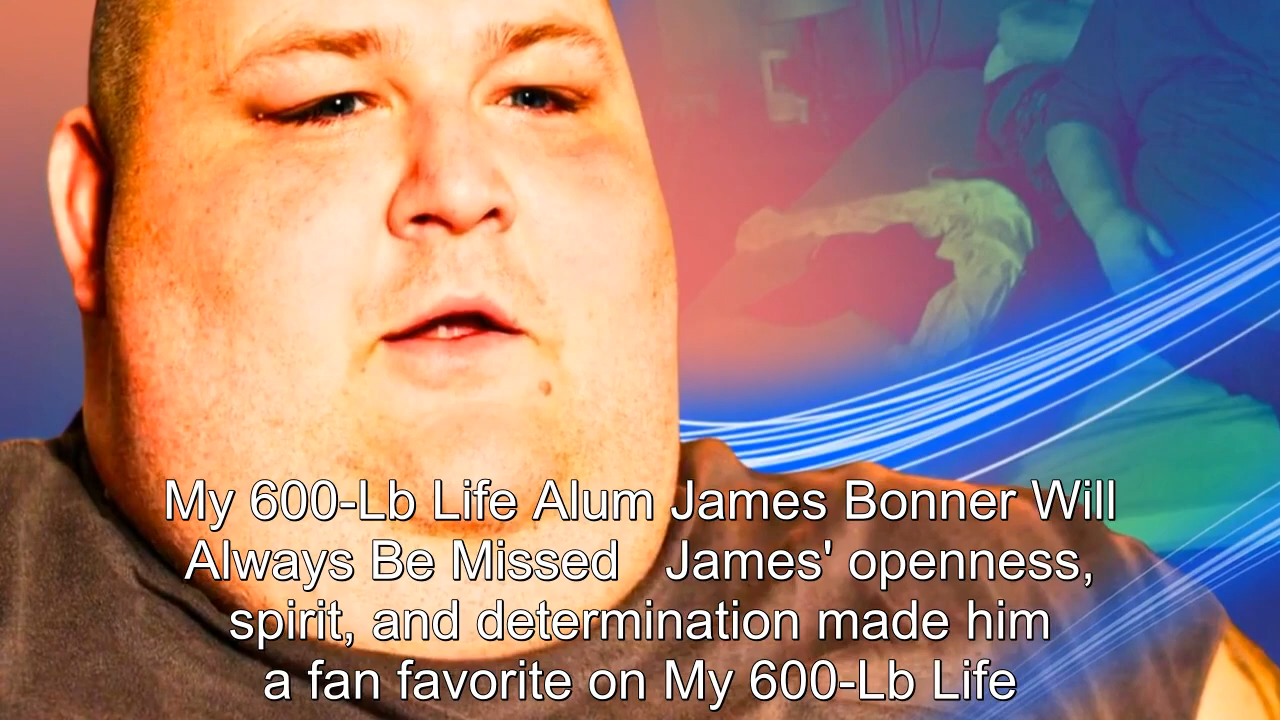 My 600-Lb Life Alum James Bonner Will
Always Be Missed   James' openness,
spirit, and determination made him
a fan favorite on My 600-Lb Life